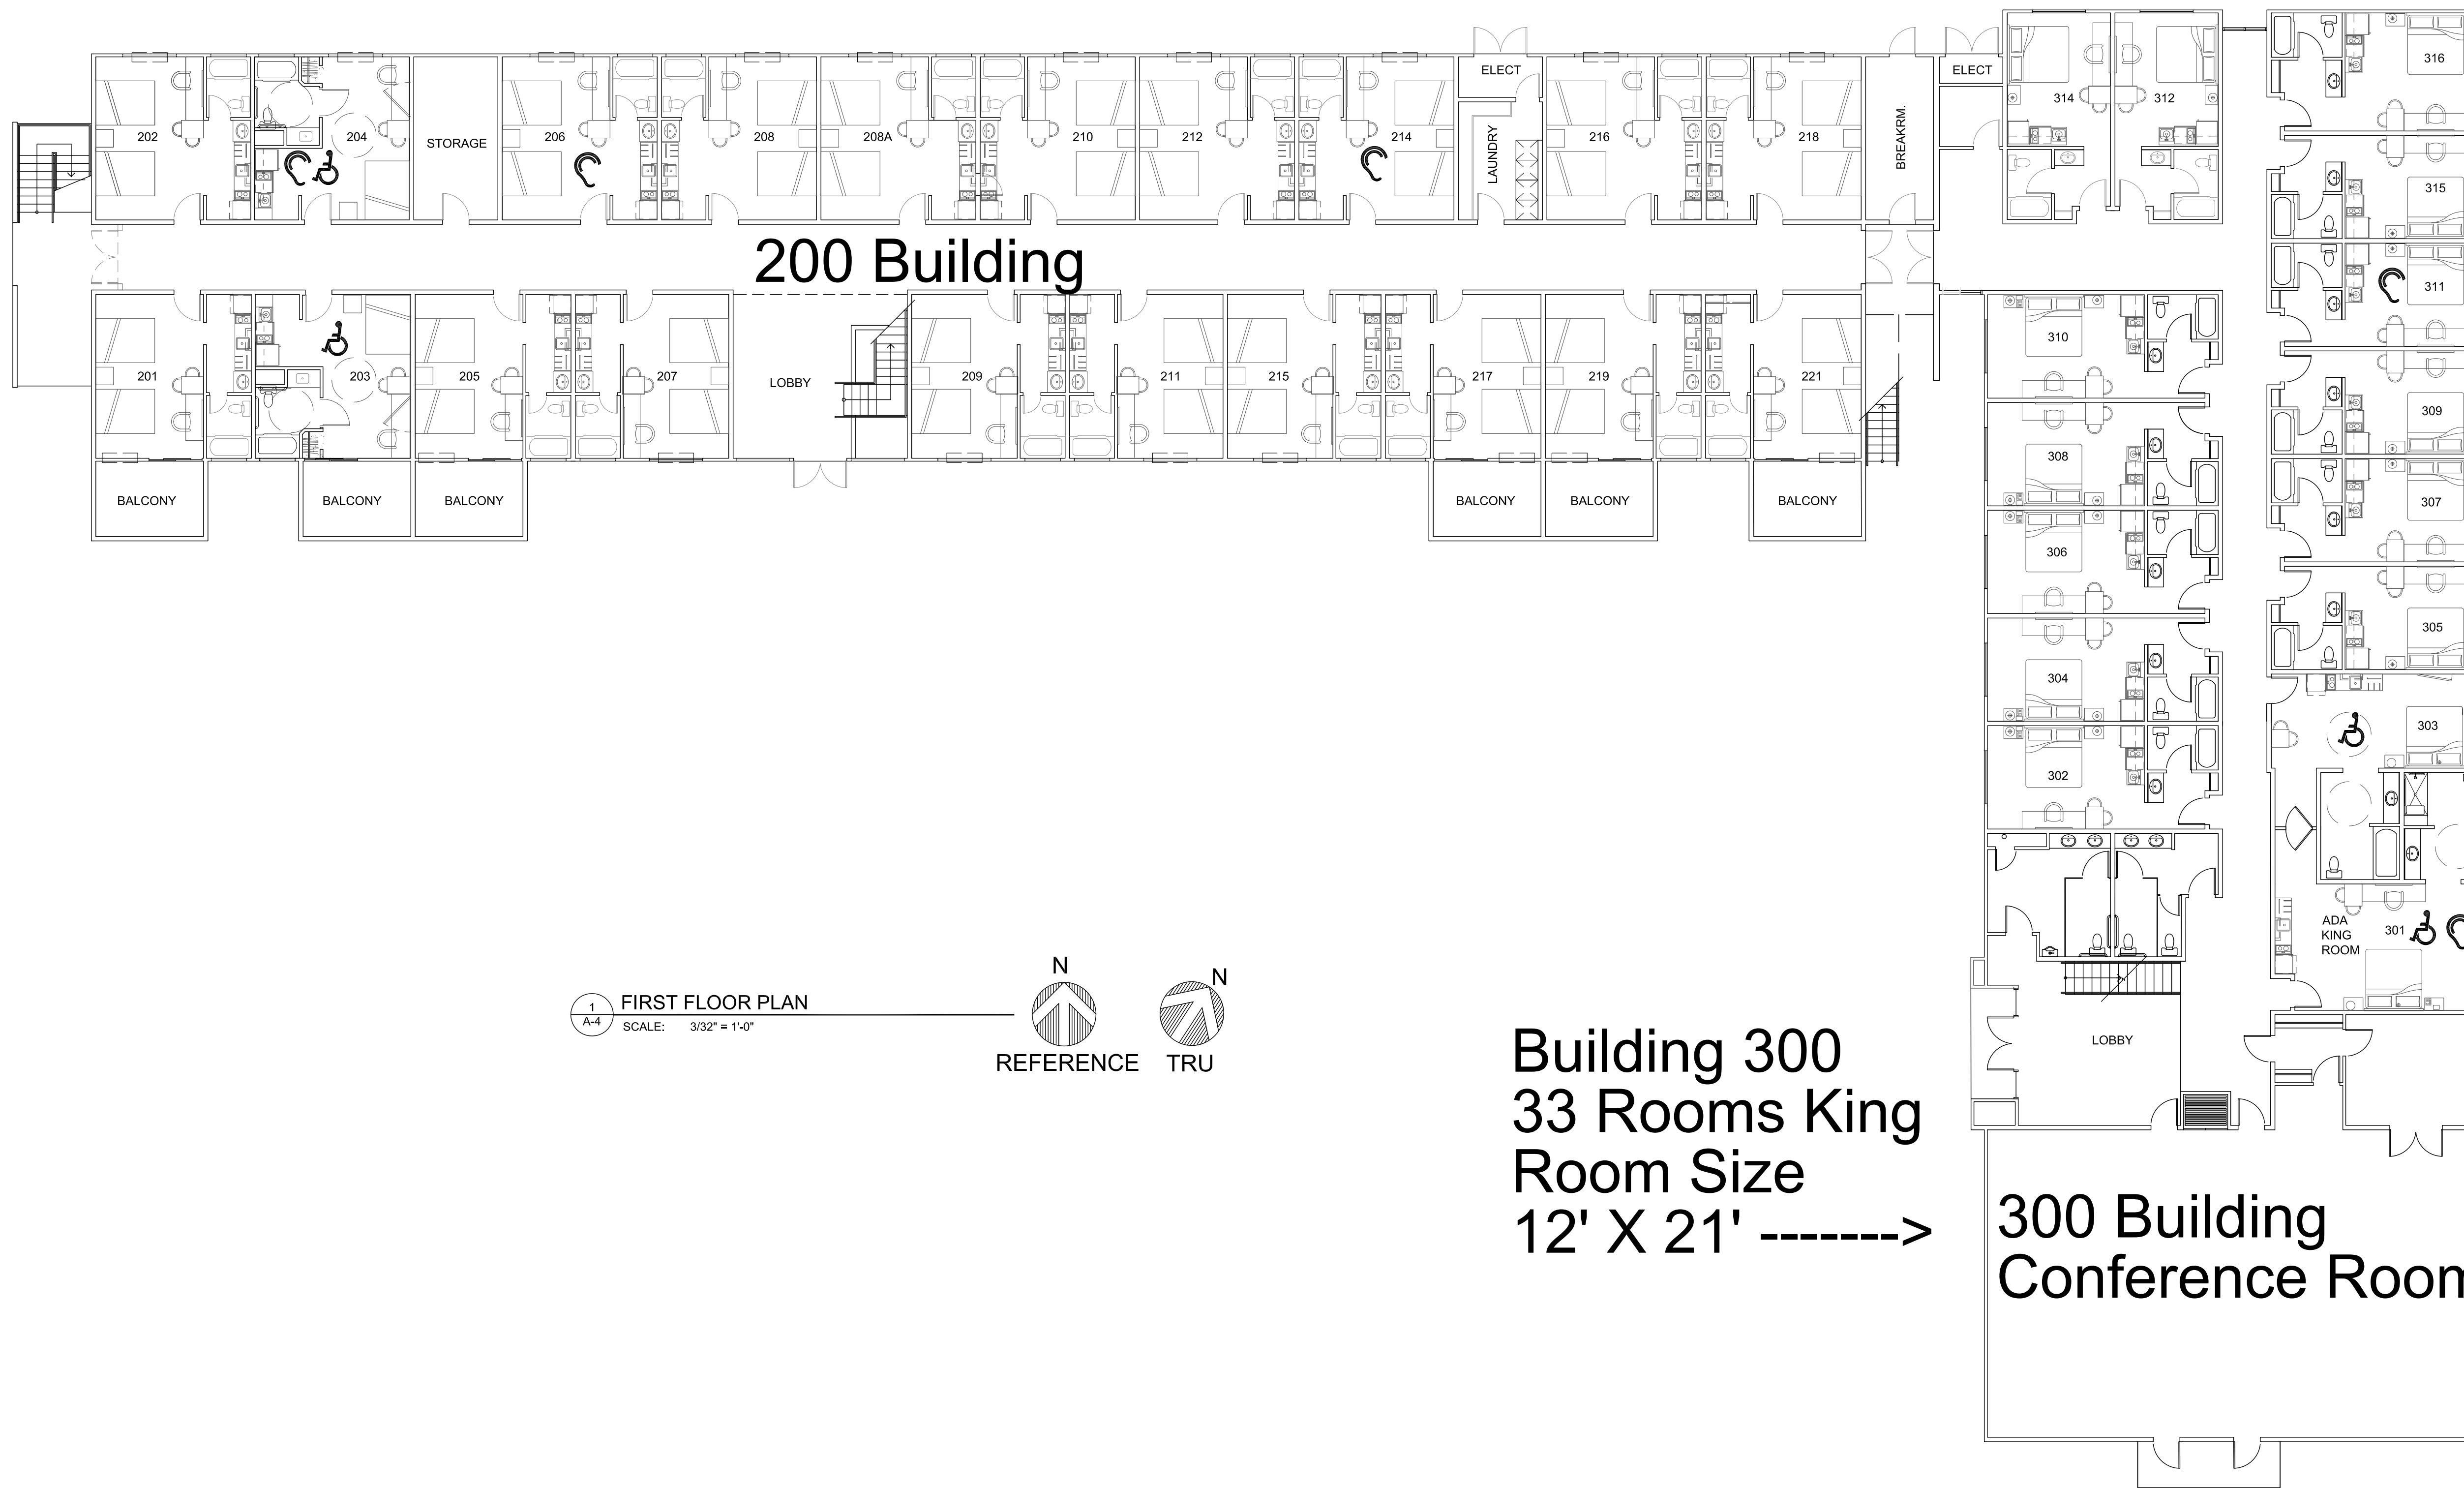 ELECT
ELECT
316
314
312
202
204
STORAGE
206
208
208A
210
212
214
LAUNDRY
216
218
BREAKRM.
315
200 Building
311
310
201
203
205
207
LOBBY
209
211
215
217
219
221
309
308
BALCONY
BALCONY
BALCONY
BALCONY
BALCONY
BALCONY
307
306
305
304
303
302
ADA
KING
ROOM
301
N
N
1
A-4
FIRST FLOOR PLAN
SCALE: 3/32" = 1'-0"
REFERENCE
TRU
LOBBY
Building 300
33 Rooms King
Room Size
12' X 21' ------->
300 Building
Conference Room